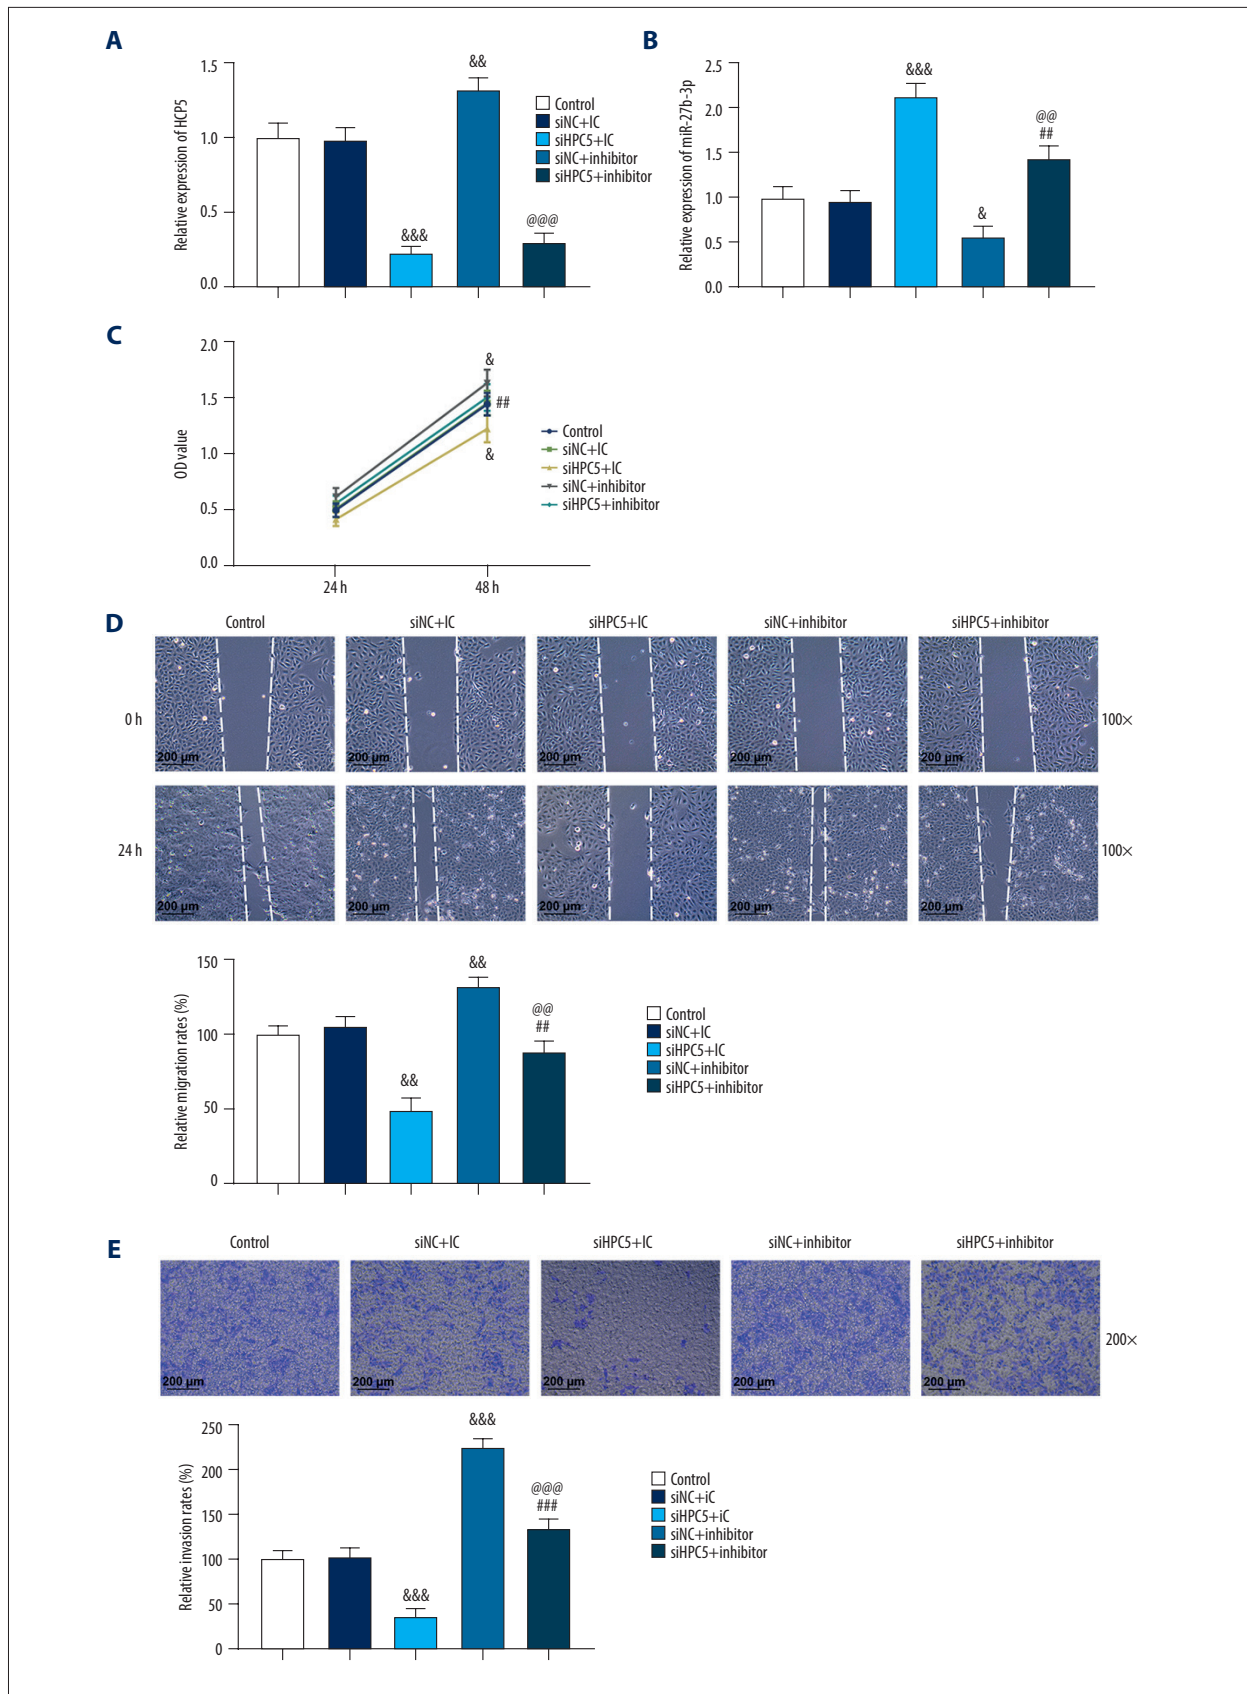 A
Relative expression of HCP5
1.5
1.0
0.5
0.0
&&
&&&
@@@
Control
siNC+IC
siHPC5+IC
siNC+inhibitor
siHPC5+inhibitor
B
Relative expression of miR-27b-3p
2.5
2.0
1.5
1.0
0.5
0.0
&&&
&
@@
##
C
OD value
2.0
1.5
1.0
0.5
0.0
&
##
&
24 h
48 h
Control
siNC+IC
siHPC5+IC
siNC+inhibitor
siHPC5+inhibitor
D
Control
siNC+IC
siHPC5+IC
siNC+inhibitor
siHPC5+inhibitor
0 h
200 µm
200 µm
200 µm
200 µm
200 µm
100×
24 h
200 µm
200 µm
200 µm
200 µm
200 µm
100×
Relative migration rates (%)
150
100
50
0
&&
&&
@@
##
Control
siNC+IC
siHPC5+IC
siNC+inhibitor
siHPC5+inhibitor
E
Control
siNC+IC
siHPC5+IC
siNC+inhibitor
siHPC5+inhibitor
200 µm
200 µm
200 µm
200 µm
200 µm
200×
Relative invasion rates (%)
250
200
150
100
50
0
&&&
&&&
@@@
###
Control
siNC+iC
siHPC5+iC
siNC+inhibitor
siHPC5+inhibitor